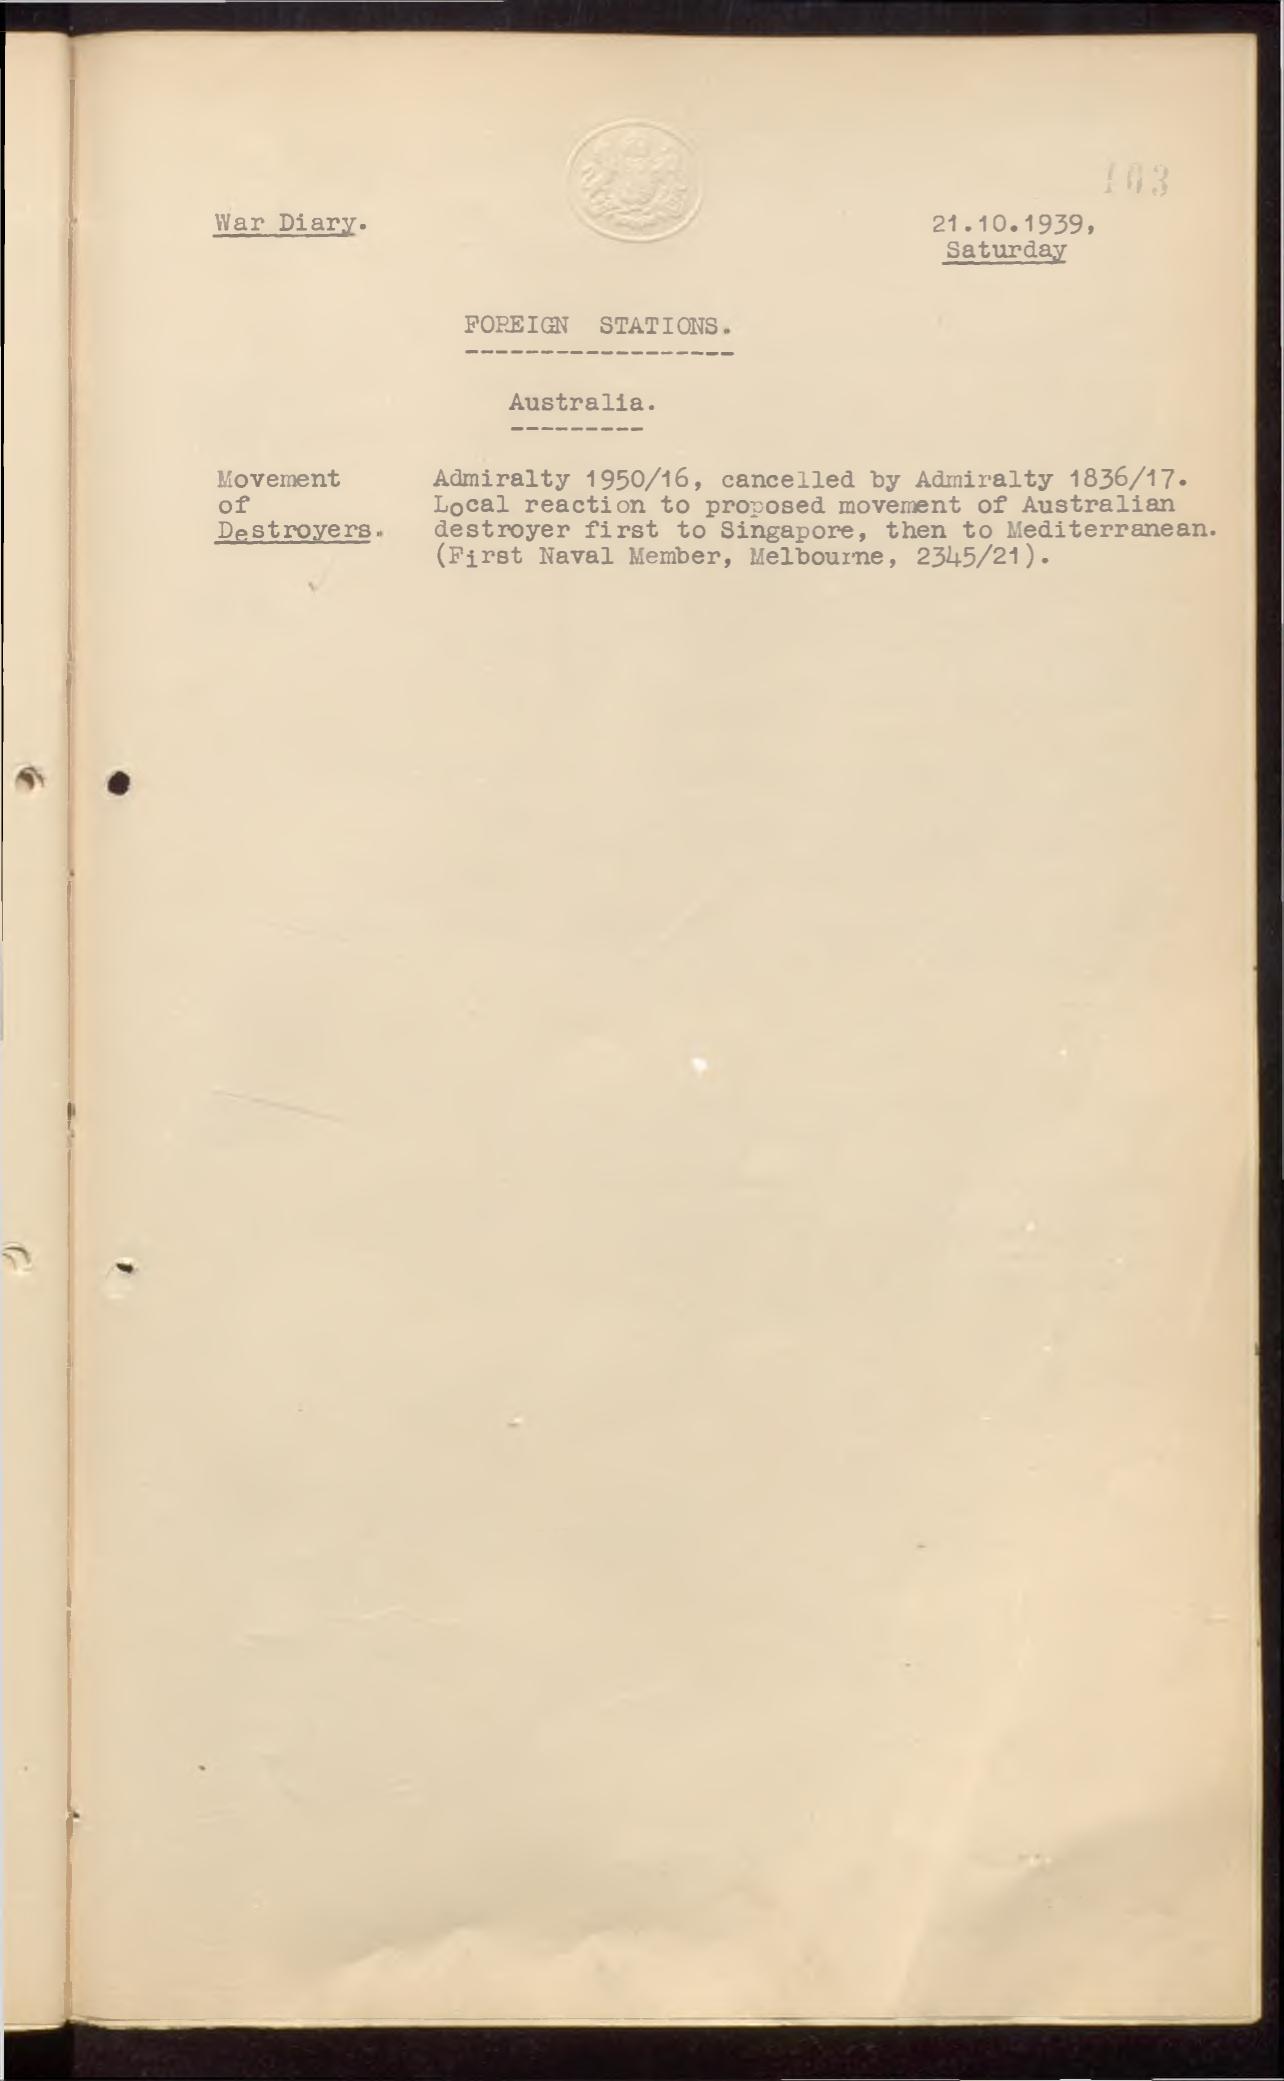 103
War Diary.
21.10.1939,
Saturday
FOREIGN STATIONS.
Australia.
Movement
of
Destroyers.
Admiralty 1950/16, cancelled by Admiralty 1836/17.
Local reaction to proposed movement of Australian
destroyer first to Singapore, then to Mediterranean.
(First Naval Member, Melbourne, 2345/21).